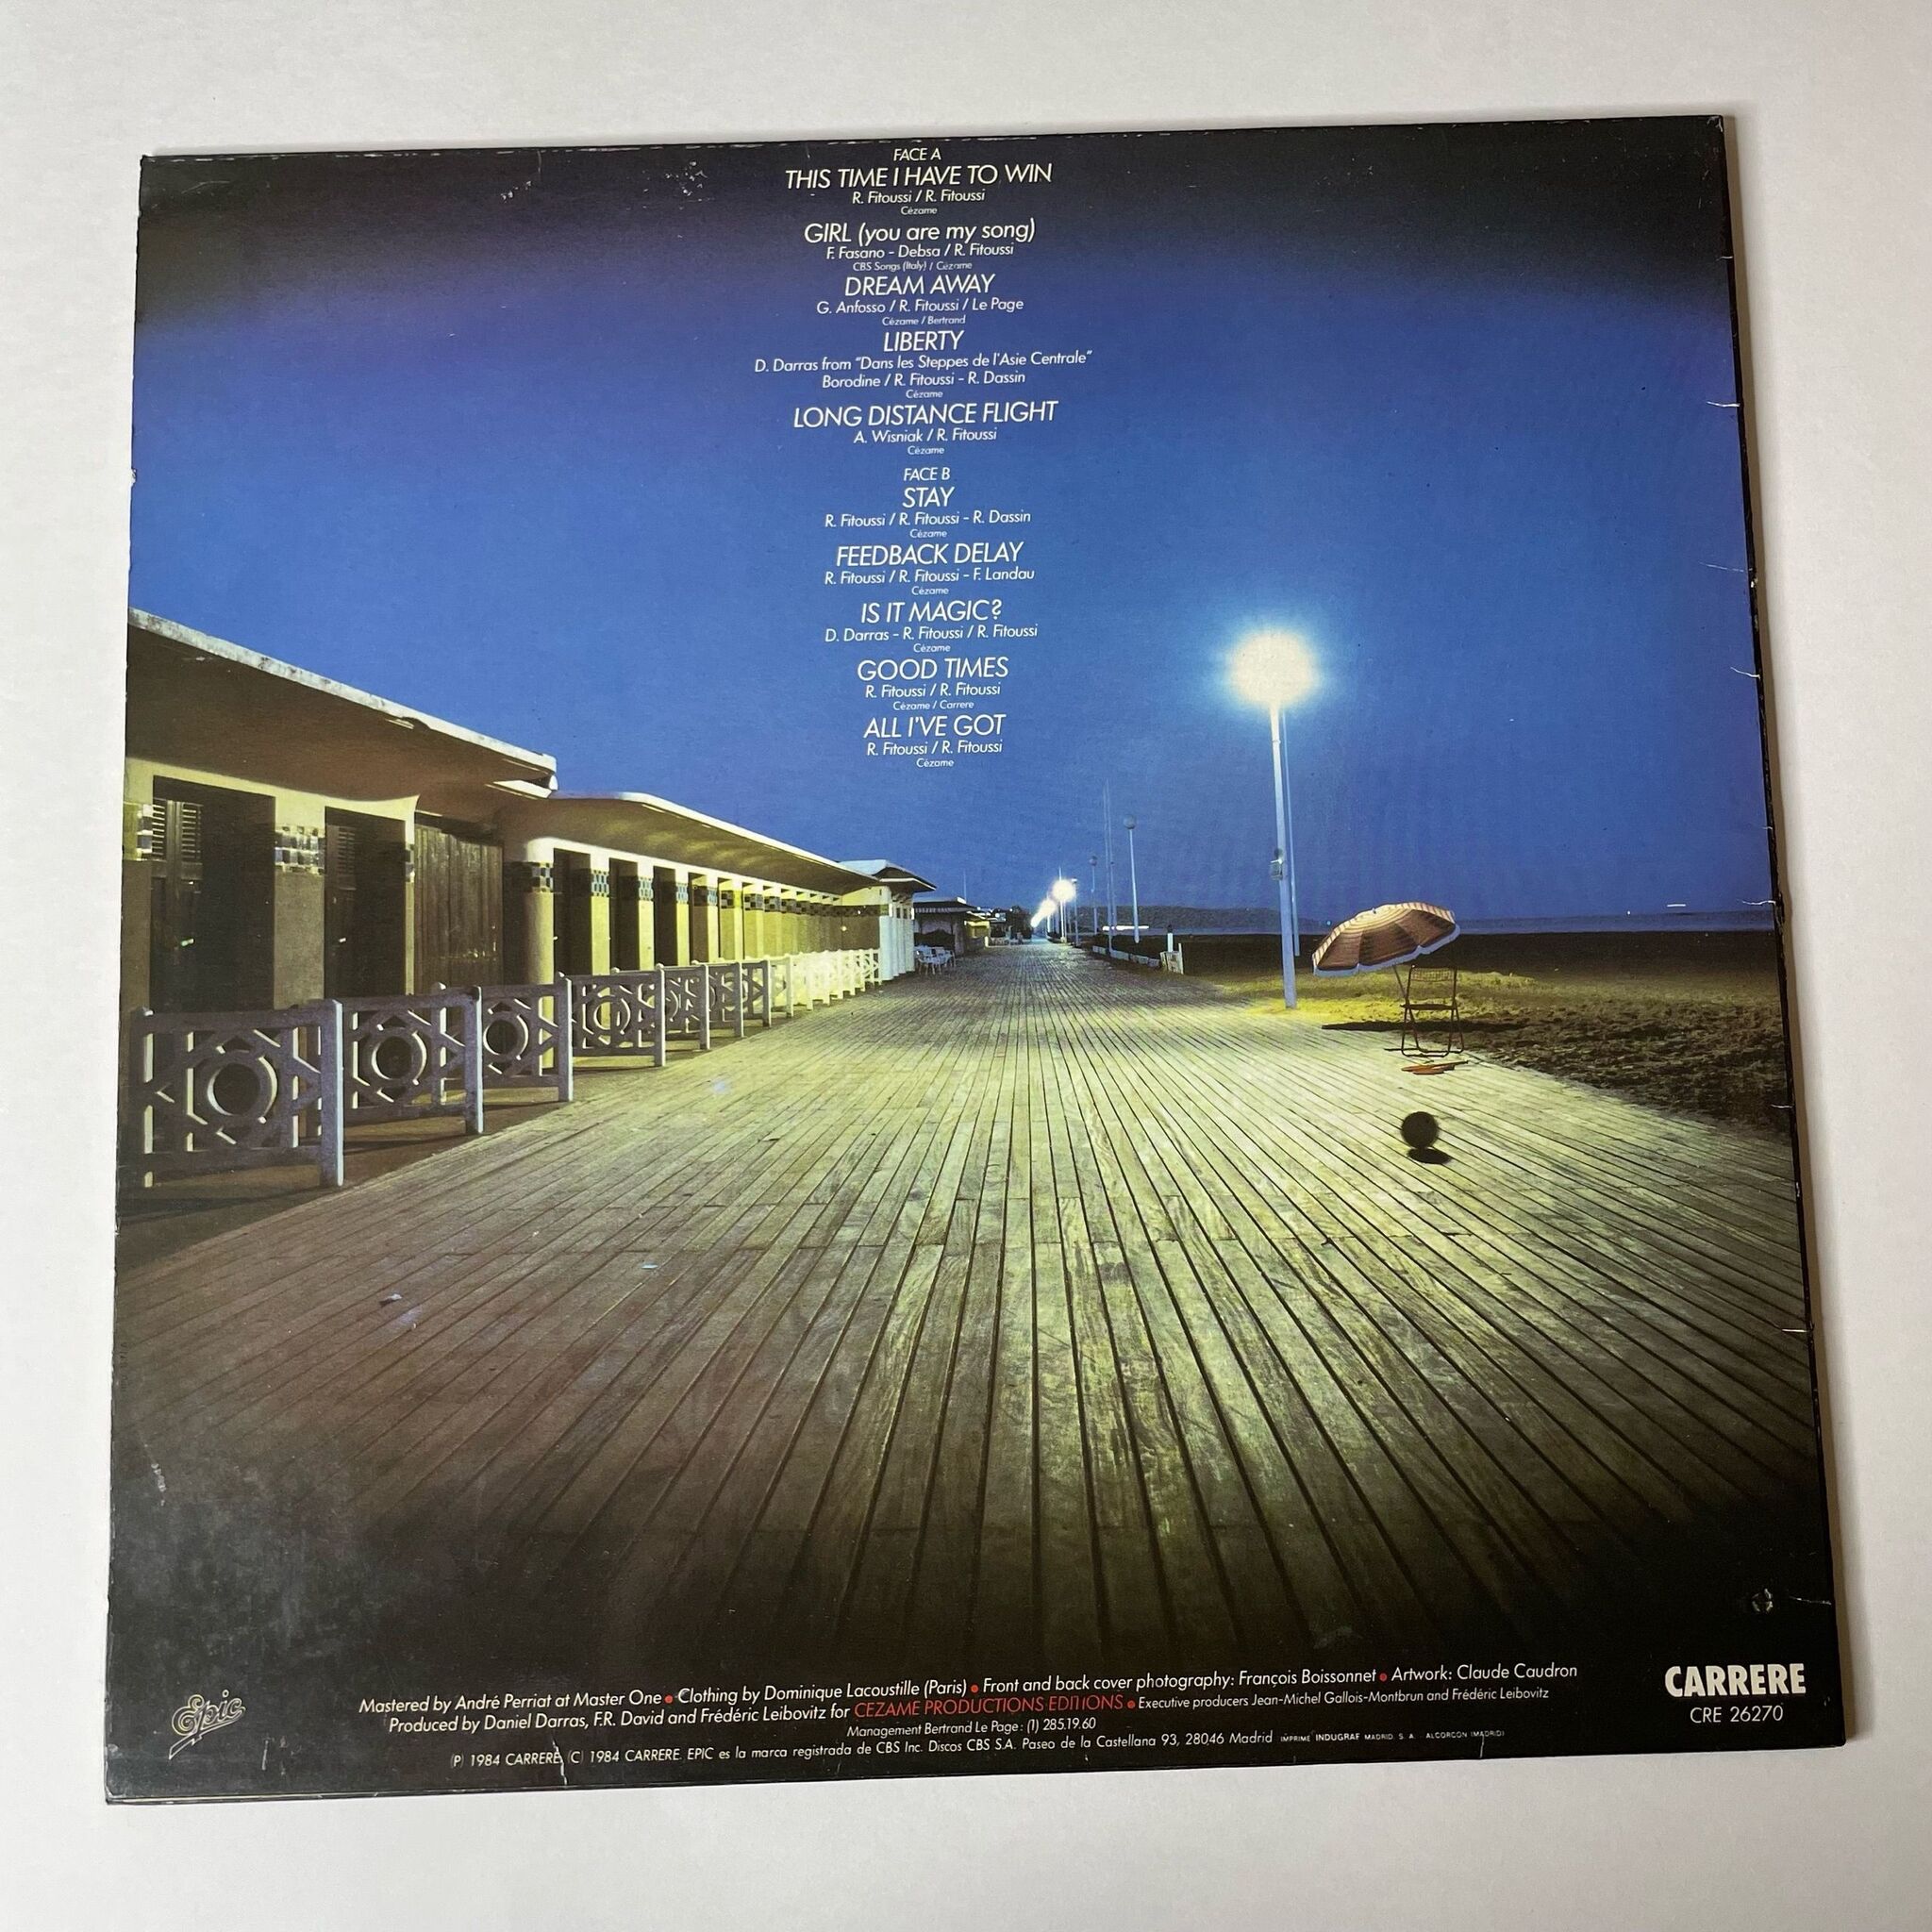 FACE A
THIS TIME I HAVE TO WIN
R. Fitoussi / R. Fitoussi
Cézame
GIRL (you are my song)
F. Fasano - Debsa / R. Fitoussi
CBS Songs (Italy) / Cézame
DREAM AWAY
G. Anfosso / R. Fitoussi / Le Page
Cézame / Bertrand
LIBERTY
D. Darras from "Dans les Steppes de l'Asie Centrale"
Borodine / R. Fitoussi - R. Dassin
Cézame
LONG DISTANCE FLIGHT
A. Wisniak / R. Fitoussi
Cézame
FACE B
STAY
R. Fitoussi / R. Fitoussi - R. Dassin
Cézame
FEEDBACK DELAY
R. Fitoussi / R. Fitoussi - F. Landau
Cézame
IS IT MAGIC?
D. Darras - R. Fitoussi / R. Fitoussi
Cézame
GOOD TIMES
R. Fitoussi / R. Fitoussi
Cézame / Carrere
ALL I'VE GOT
R. Fitoussi / R. Fitoussi
Cézame
Epic
Mastered by André Perriat at Master One • Clothing by Dominique Lacoustille (Paris) • Front and back cover photography: François Boissonnet • Artwork: Claude Caudron
Produced by Daniel Darras, F.R. David and Frédéric Leibovitz for CEZAME PRODUCTIONS EDITIONS • Executive producers Jean-Michel Gallois-Montbrun and Frédéric Leibovitz
Management Bertrand Le Page: (1) 285.19.60
(P) 1984 CARRERE. (C) 1984 CARRERE. EPIC es la marca registrada de CBS Inc. Discos CBS S.A. Paseo de la Castellana 93, 28046 Madrid IMPRIME INDUGRAF MADRID. S. A. ALCORCON (MADRID)
CARRERE
CRE 26270